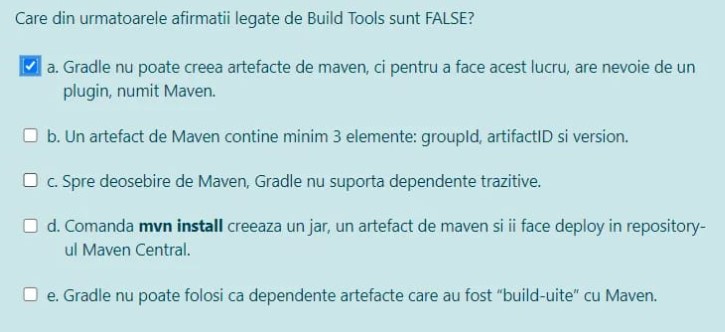 Care din urmatoarele afirmatii legate de Build Tools sunt FALSE?
a. Gradle nu poate creea artefacte de maven, ci pentru a face acest lucru, are nevoie de un
plugin, numit Maven.
b. Un artefact de Maven contine minim 3 elemente: groupId, artifactID si version.
c. Spre deosebire de Maven, Gradle nu suporta dependente trazitive.
d. Comanda mvn install creeaza un jar, un artefact de maven si ii face deploy in repository-
ul Maven Central.
e. Gradle nu poate folosi ca dependente artefacte care au fost “build-uite” cu Maven.